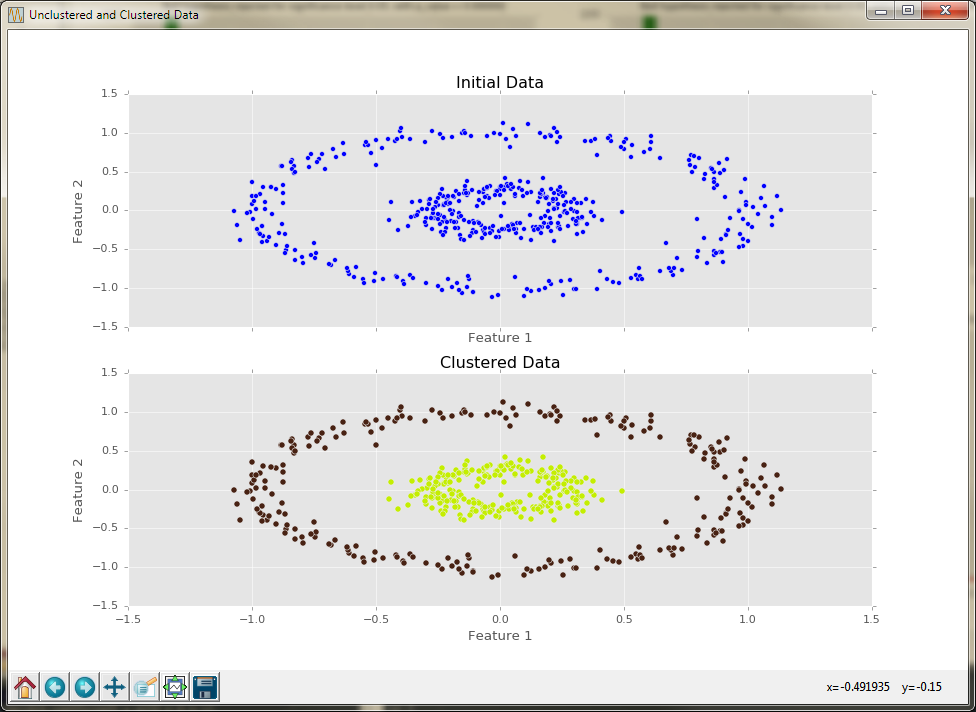 Unclustered and Clustered Data
Initial Data
1.5
1.0
0.5
0.0
−0.5
−1.0
−1.5
Feature 2
Feature 1
Clustered Data
1.5
1.0
0.5
0.0
−0.5
−1.0
−1.5
Feature 2
−1.5 −1.0 −0.5 0.0 0.5 1.0 1.5
Feature 1
x=-0.491935 y=-0.15